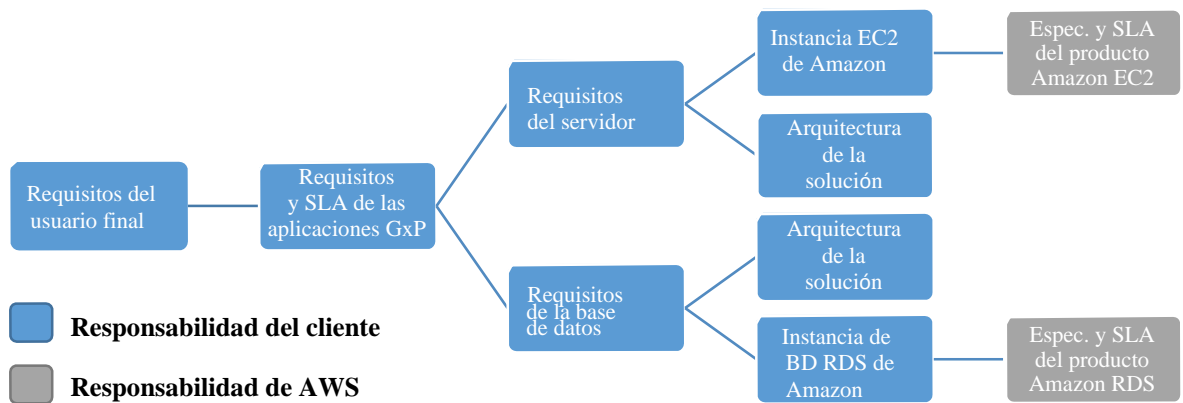 Requisitos del
usuario final
Requisitos
y SLA de las
aplicaciones GxP
Requisitos
del servidor
Instancia EC2
de Amazon
Espec. y SLA
del producto
Amazon EC2
Arquitectura
de la
solución
Requisitos
de la base
de datos
Arquitectura
de la
solución
Instancia de
BD RDS de
Amazon
Espec. y SLA
del producto
Amazon RDS
Responsabilidad del cliente
Responsabilidad de AWS